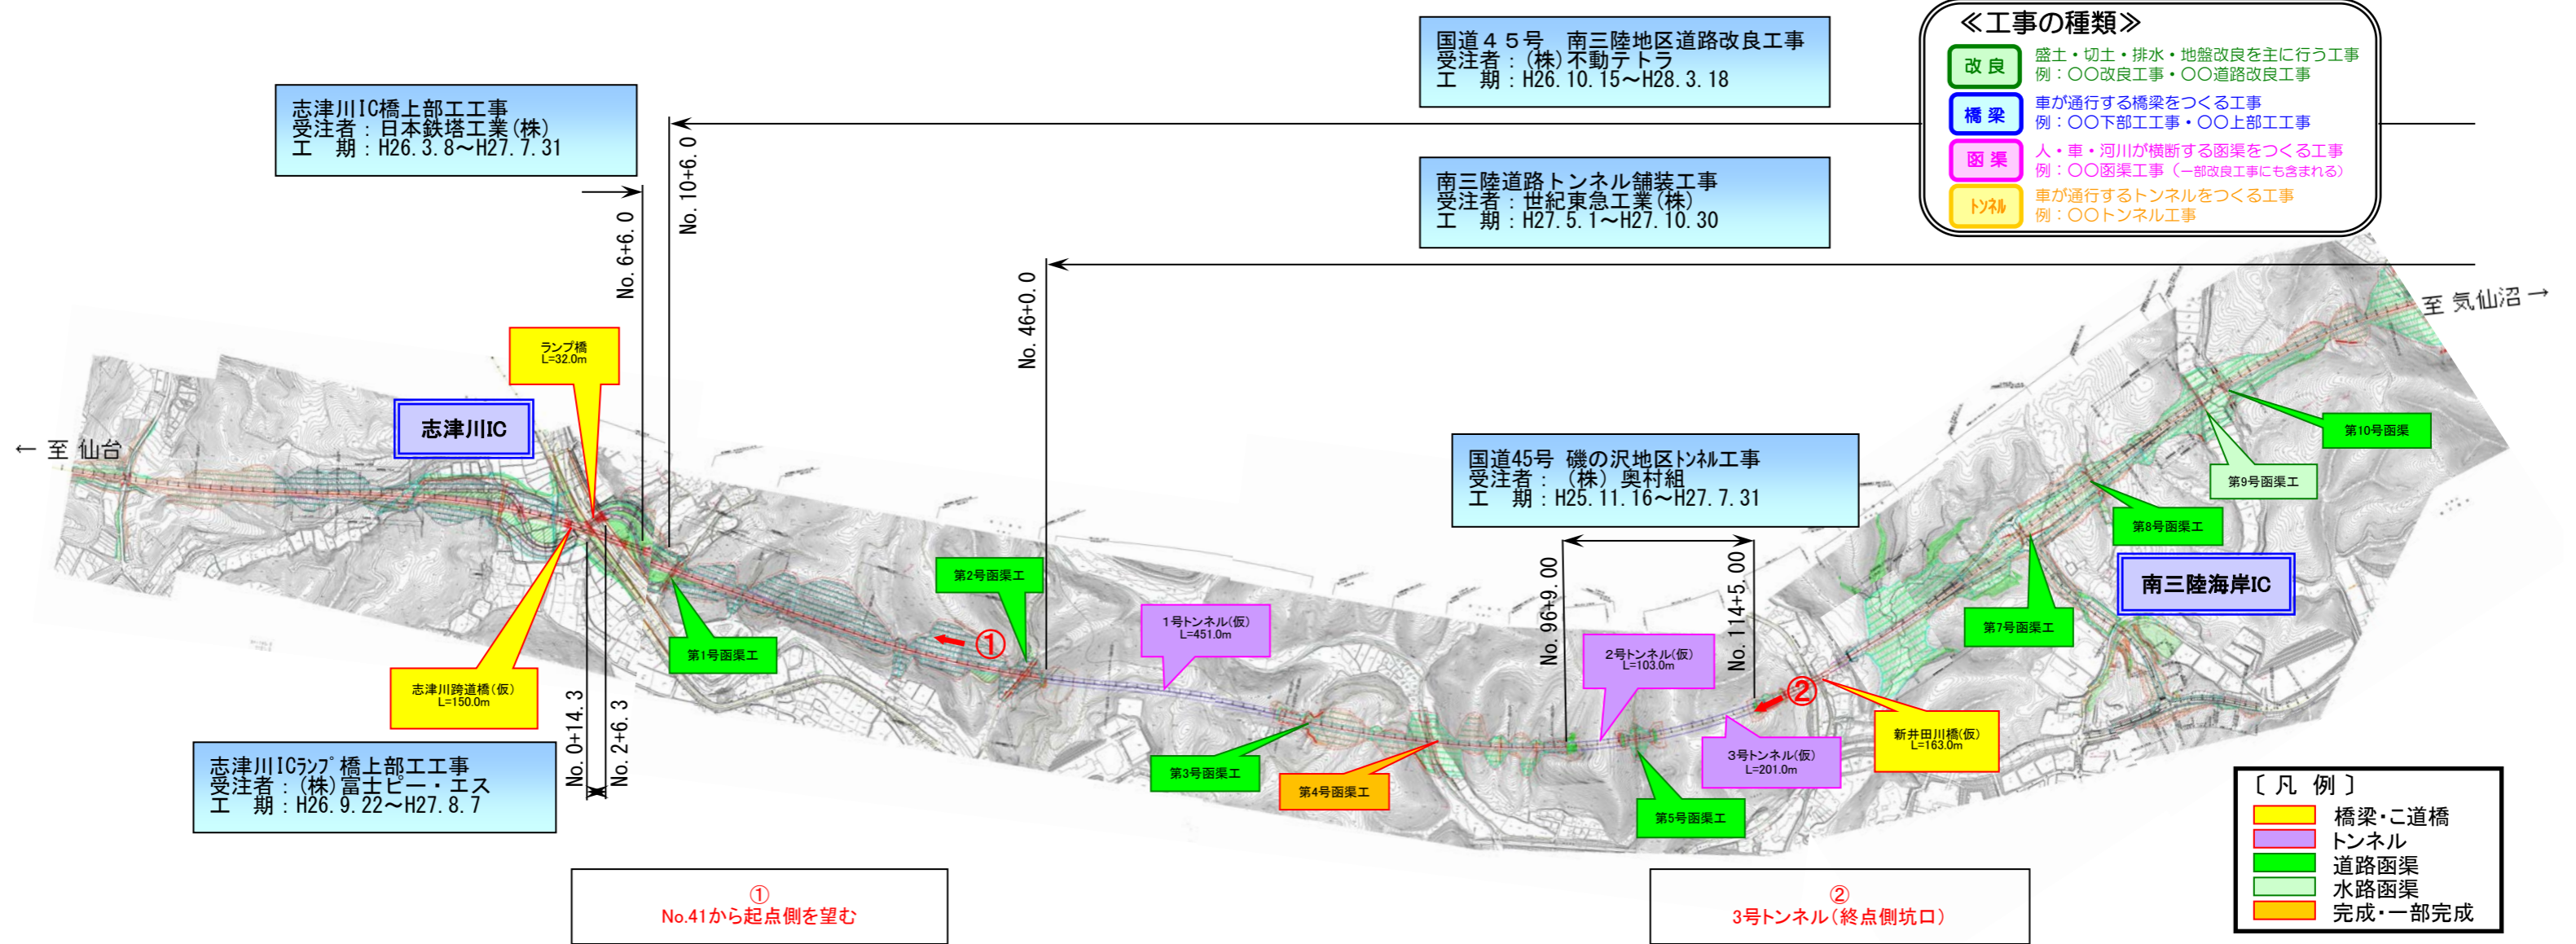 国道４５号　南三陸地区道路改良工事
受注者：(株)不動テトラ
工　期：H26.10.15～H28.3.18
≪工事の種類≫
改良
盛土・切土・排水・地盤改良を主に行う工事
例：〇〇改良工事・〇〇道路改良工事
橋梁
車が通行する橋梁をつくる工事
例：〇〇下部工工事・〇〇上部工工事
函渠
人・車・河川が横断する函渠をつくる工事
例：〇〇函渠工事（一部改良工事にも含まれる）
ﾄﾝﾈﾙ
車が通行するトンネルをつくる工事
例：〇〇トンネル工事
志津川IC橋上部工工事
受注者：日本鉄塔工業(株)
工　期：H26.3.8～H27.7.31
南三陸道路トンネル舗装工事
受注者：世紀東急工業(株)
工　期：H27.5.1～H27.10.30
No.6+6.0
No.10+6.0
No.46+0.0
至 気仙沼 →
ランプ橋
L=32.0m
志津川IC
← 至 仙台
第10号函渠
第9号函渠工
第8号函渠工
国道45号 磯の沢地区ﾄﾝﾈﾙ工事
受注者：（株）奥村組
工　期：H25.11.16～H27.7.31
南三陸海岸IC
第7号函渠工
第2号函渠工
No.96+9.00
No.114+5.00
1号トンネル(仮)
L=451.0m
①
第1号函渠工
2号トンネル(仮)
L=103.0m
②
志津川跨道橋(仮)
L=150.0m
新井田川橋(仮)
L=163.0m
No.0+14.3
No.2+6.3
3号トンネル(仮)
L=201.0m
第3号函渠工
第4号函渠工
第5号函渠工
志津川ICﾗﾝﾌﾟ橋上部工工事
受注者：(株)富士ピー・エス
工　期：H26.9.22～H27.8.7
〔 凡 例 〕
橋梁・こ道橋
トンネル
道路函渠
水路函渠
完成・一部完成
①
No.41から起点側を望む
②
3号トンネル（終点側坑口）